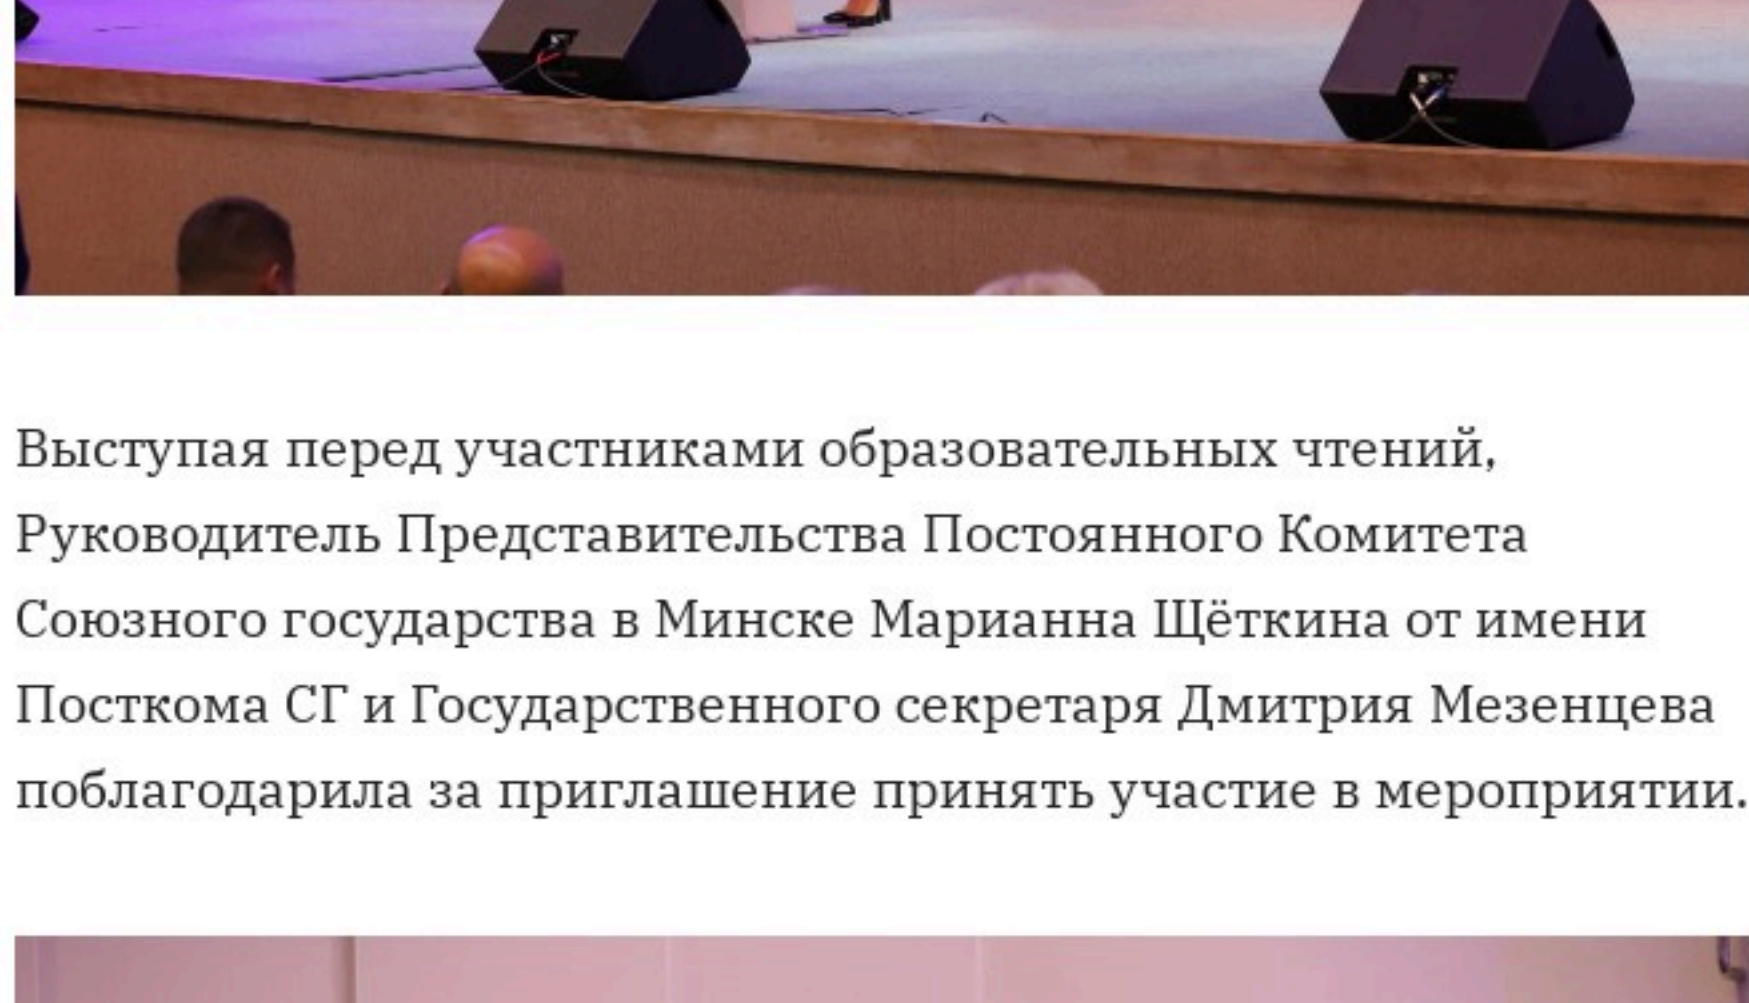 Выступая перед участниками образовательных чтений,
Руководитель Представительства Постоянного Комитета
Союзного государства в Минске Марианна Щёткина от имени
Посткома СГ и Государственного секретаря Дмитрия Мезенцева
поблагодарила за приглашение принять участие в мероприятии.